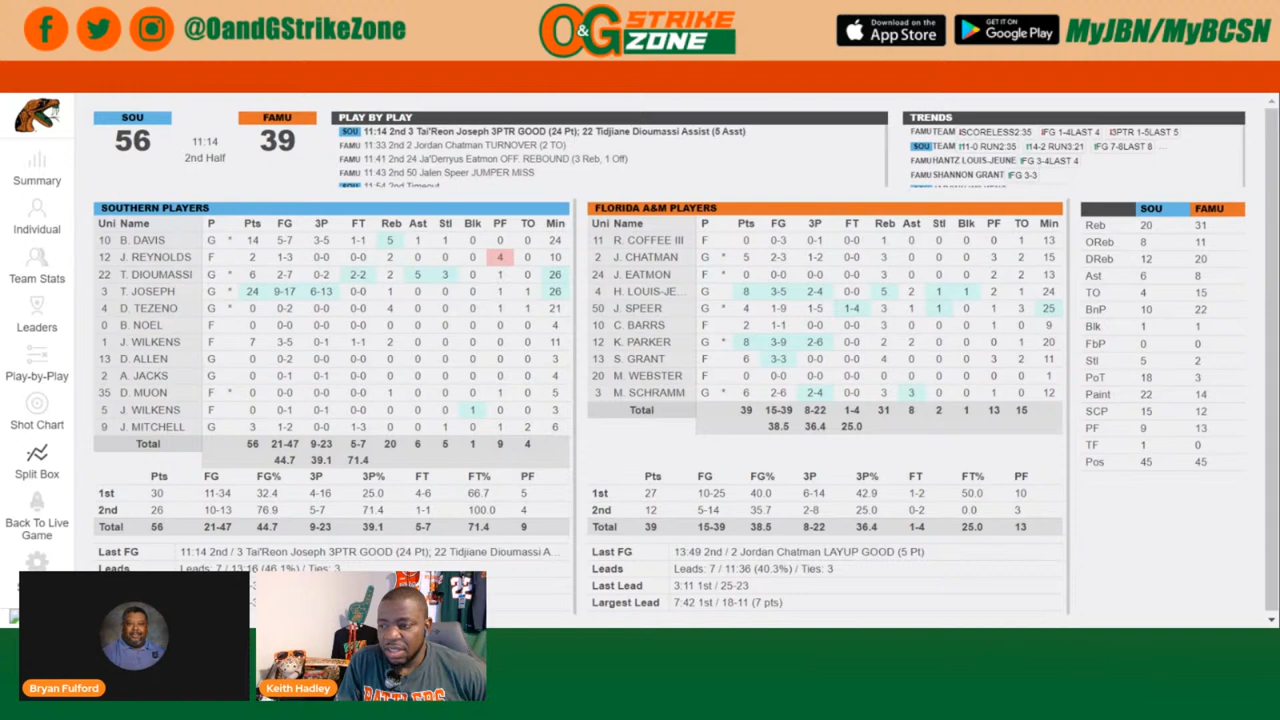 @OandGStrikeZone
O&G STRIKE ZONE
Download on the App Store
GET IT ON Google Play
MyJBN/MyBCSN
SOU
56
11:14
2nd Half
FAMU
39
PLAY BY PLAY
SOU 11:14 2nd 3 Tai'Reon Joseph 3PTR GOOD (24 Pt); 22 Tidjiane Dioumassi Assist (5 Asst)
FAMU 11:33 2nd 2 Jordan Chatman TURNOVER (2 TO)
FAMU 11:41 2nd 24 Ja'Derryus Eatmon OFF. REBOUND (3 Reb, 1 Off)
FAMU 11:43 2nd 50 Jalen Speer JUMPER MISS
SOU 11:54 2nd Timeout
TRENDS
FAMU TEAM SCORELESS 2:35 FG 1-4 LAST 4 3PTR 1-5 LAST 5
SOU TEAM 11-0 RUN 2:35 14-2 RUN 3:21 FG 7-8 LAST 8
FAMU HANTZ LOUIS-JEUNE FG 3-4 LAST 4
FAMU SHANNON GRANT FG 3-3
Summary
Individual
Team Stats
Leaders
Play-by-Play
Shot Chart
Split Box
Back To Live
Game
SOUTHERN PLAYERS
Uni Name P Pts FG 3P FT Reb Ast Stl Blk PF TO Min
10 B. DAVIS G * 14 5-7 3-5 1-1 5 1 1 0 0 0 24
12 J. REYNOLDS F * 2 1-3 0-0 0-0 2 0 0 0 4 0 10
22 T. DIOUMASSI G * 6 2-7 0-2 2-2 2 5 3 0 1 0 26
3 T. JOSEPH G * 24 9-17 6-13 0-0 1 0 0 0 1 1 26
4 D. TEZENO G * 0 0-2 0-0 0-0 4 0 0 0 1 1 21
0 B. NOEL F 0 0-0 0-0 0-0 0 0 0 0 1 0 4
1 J. WILKENS F 7 3-5 0-1 1-1 2 0 0 0 0 0 11
13 D. ALLEN F 0 0-2 0-0 0-0 0 0 0 0 0 0 3
2 A. JACKS G 0 0-1 0-1 0-0 0 0 0 0 0 0 4
35 D. MUON F * 0 0-0 0-0 0-0 0 0 0 0 1 0 5
5 J. WILKENS F 0 0-1 0-1 0-0 0 0 0 1 0 0 3
9 J. MITCHELL G 3 1-2 0-0 1-3 1 0 1 0 1 2 6
Total 56 21-47 9-23 5-7 20 6 5 1 9 4
44.7 39.1 71.4
Pts FG FG% 3P 3P% FT FT% PF
1st 30 11-34 32.4 4-16 25.0 4-6 66.7 5
2nd 26 10-13 76.9 5-7 71.4 1-1 100.0 4
Total 56 21-47 44.7 9-23 39.1 5-7 71.4 9
Last FG 11:14 2nd / 3 Tai'Reon Joseph 3PTR GOOD (24 Pt); 22 Tidjiane Dioumassi A...
Leads Leads: 7 / 13:16 (46.1%) / Ties: 3
FLORIDA A&M PLAYERS
Uni Name P Pts FG 3P FT Reb Ast Stl Blk PF TO Min
11 R. COFFEE III F 0 0-3 0-1 0-0 1 0 0 0 0 1 13
2 J. CHATMAN G * 5 2-3 1-2 0-0 0 1 0 0 3 2 15
24 J. EATMON F * 0 0-0 0-0 0-0 3 0 0 0 2 2 13
4 H. LOUIS-JE... G 8 3-5 2-4 0-0 5 2 1 1 2 1 24
50 J. SPEER G * 4 1-9 1-5 1-4 3 1 1 0 1 3 25
10 C. BARRS F 2 1-1 0-0 0-0 3 0 0 0 1 0 9
12 K. PARKER G * 8 3-9 2-6 0-0 2 2 0 0 1 1 20
13 S. GRANT F 6 3-3 0-0 0-0 4 0 0 0 3 2 11
20 M. WEBSTER F 0 0-0 0-0 0-0 0 0 0 0 0 0 1
3 M. SCHRAMM G * 6 2-6 2-4 0-0 3 3 0 0 0 1 12
Total 39 15-39 8-22 1-4 31 8 2 1 13 15
38.5 36.4 25.0
Pts FG FG% 3P 3P% FT FT% PF
1st 27 10-25 40.0 6-14 42.9 1-2 50.0 10
2nd 12 5-14 35.7 2-8 25.0 0-2 0.0 3
Total 39 15-39 38.5 8-22 36.4 1-4 25.0 13
Last FG 13:49 2nd / 2 Jordan Chatman LAYUP GOOD (5 Pt)
Leads Leads: 7 / 11:36 (40.3%) / Ties: 3
Last Lead 3:11 1st / 25-23
Largest Lead 7:42 1st / 18-11 (7 pts)
SOU FAMU
Reb 20 31
OReb 8 11
DReb 12 20
Ast 6 8
TO 4 15
BnP 10 22
Blk 1 1
FbP 0 0
Stl 5 2
PoT 18 3
Paint 22 14
SCP 15 12
PF 9 13
TF 1 0
Pos 45 45
Bryan Fulford
Keith Hadley
RATTLERS
22